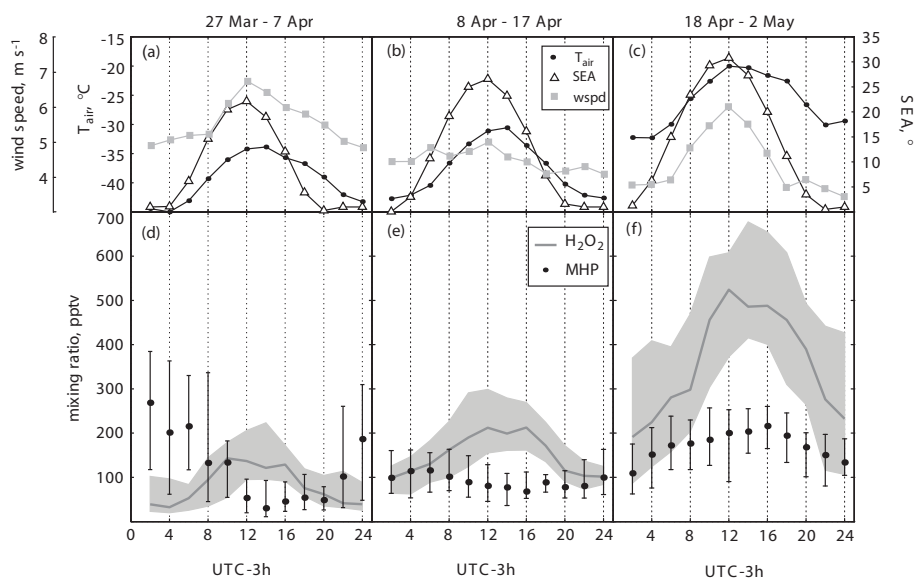 27 Mar - 7 Apr 8 Apr - 17 Apr 18 Apr - 2 May
wind speed, m s⁻¹
8
7
6
5
4
T air, °C
-15
-20
-25
-30
-35
-40
(a) (b) (c)
T air
SEA
wspd
35
30
25
20
15
10
5
SEA, °
mixing ratio, pptv
700
600
500
400
300
200
100
(d) (e) (f)
H₂O₂
MHP
0 4 8 12 16 20 24 4 8 12 16 20 24 4 8 12 16 20 24
UTC-3h UTC-3h UTC-3h